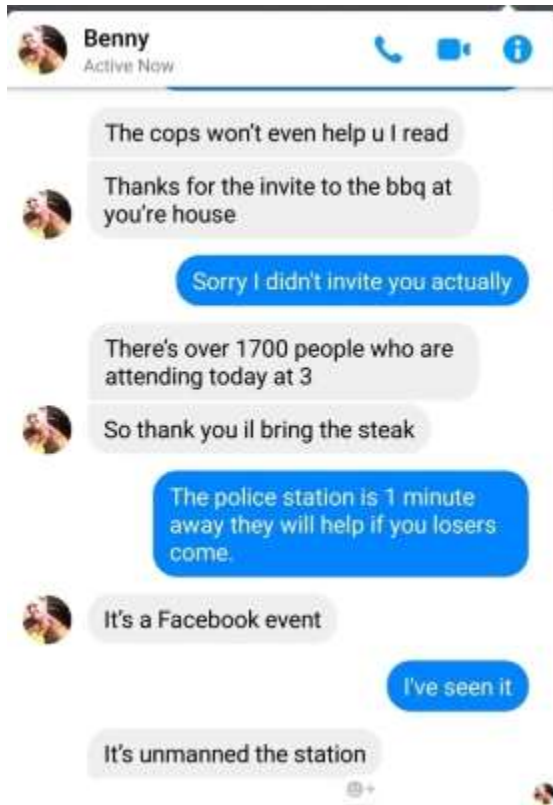 Benny
Active Now
The cops won't even help u I read
Thanks for the invite to the bbq at
you're house
Sorry I didn't invite you actually
There's over 1700 people who are
attending today at 3
So thank you il bring the steak
The police station is 1 minute
away they will help if you losers
come.
It's a Facebook event
I've seen it
It's unmanned the station